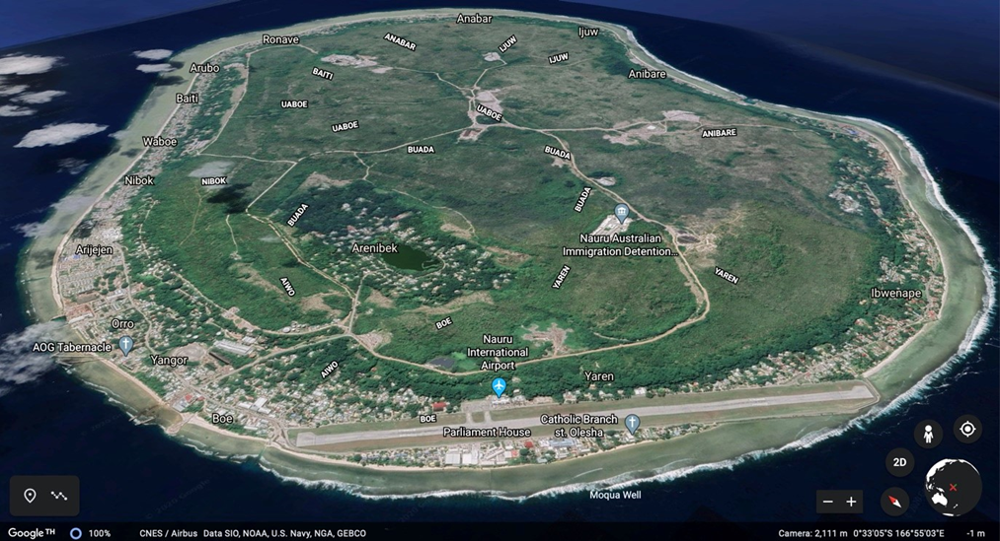 Anabar
Ijuw
Ronave
ANABAR
IJUW
IJUW
Arubo
BAITI
Anibare
Baiti
UABOE
UABOE
UABOE
ANIBARE
Waboe
BUADA
BUADA
Nibok
NIBOK
BUADA
BUADA
Arenibek
Nauru Australian
Immigration Detention...
Arijejen
YAREN
YAREN
AIWO
Ibwenape
BOE
Orro
AOG Tabernacle
Yangor
Nauru
International
Airport
AIWO
Yaren
Boe
BOE
Parliament House
Catholic Branch
st. Olesha
2D
Moqua Well
Google TH
100%
CNES / Airbus Data SIO, NOAA, U.S. Navy, NGA, GEBCO
Camera: 2,111 m 0°33'05"S 166°55'03"E -1 m